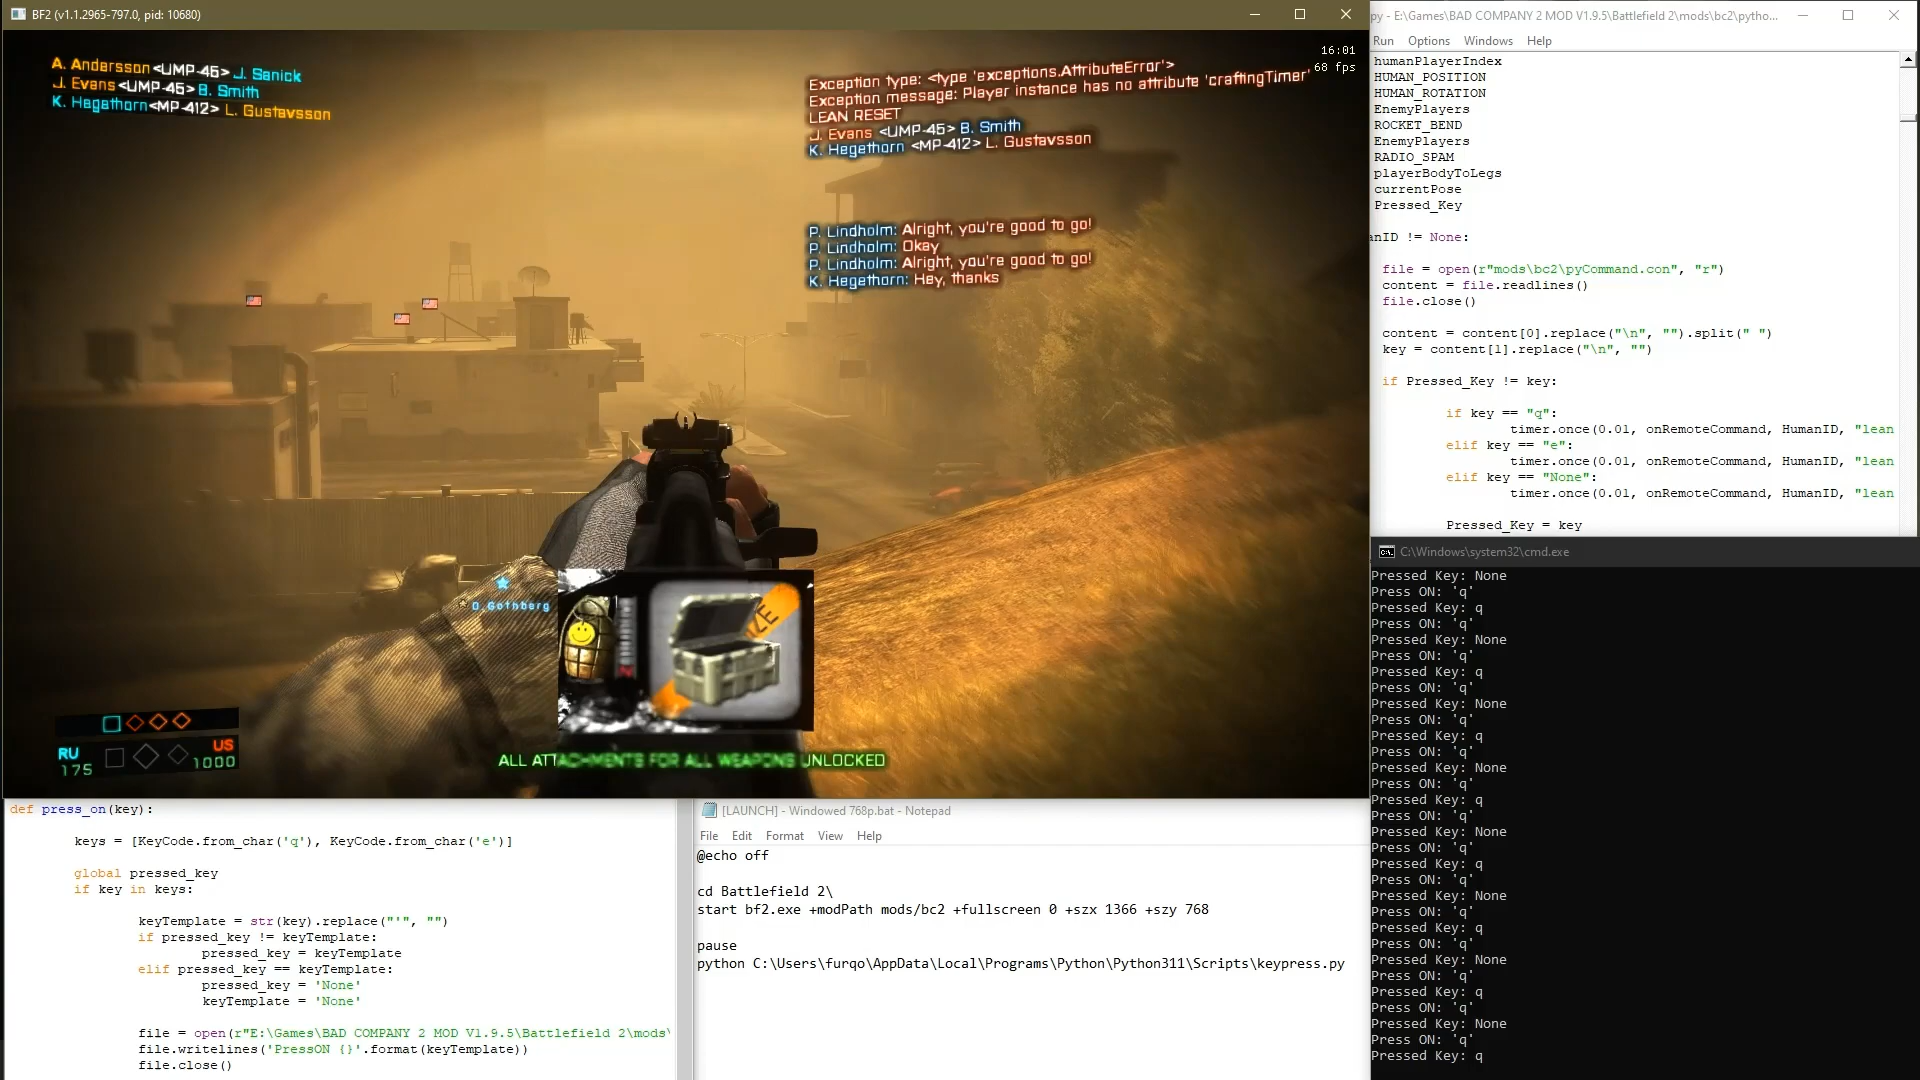 BF2 (v1.1.2965-797.0, pid: 10680)
A. Andersson <UMP-45> J. Sanick
J. Evans <UMP-45> B. Smith
K. Hegethorn <MP-412> L. Gustavsson
16:01
68 fps
Exception type: <type 'exceptions.AttributeError'>
Exception message: Player instance has no attribute 'craftingTimer'
LEAN RESET
J. Evans <UMP-45> B. Smith
K. Hegethorn <MP-412> L. Gustavsson
P. Lindholm: Alright, you're good to go!
P. Lindholm: Okay
P. Lindholm: Alright, you're good to go!
K. Hegethorn: Hey, thanks
D. Gothberg
ALL ATTACHMENTS FOR ALL WEAPONS UNLOCKED
RU
175
US
1000
py - E:\Games\BAD COMPANY 2 MOD V1.9.5\Battlefield 2\mods\bc2\pytho...
Run Options Windows Help
humanPlayerIndex
HUMAN_POSITION
HUMAN_ROTATION
EnemyPlayers
ROCKET_BEND
EnemyPlayers
RADIO_SPAM
playerBodyToLegs
currentPose
Pressed_Key
anID != None:
file = open(r"mods\bc2\pyCommand.con", "r")
content = file.readlines()
file.close()
content = content[0].replace("\n", "").split(" ")
key = content[1].replace("\n", "")
if Pressed_Key != key:
if key == "q":
timer.once(0.01, onRemoteCommand, HumanID, "lean
elif key == "e":
timer.once(0.01, onRemoteCommand, HumanID, "lean
elif key == "None":
timer.once(0.01, onRemoteCommand, HumanID, "lean
Pressed_Key = key
C:\Windows\system32\cmd.exe
Pressed Key: None
Press ON: 'q'
Pressed Key: q
Press ON: 'q'
Pressed Key: None
Press ON: 'q'
Pressed Key: q
Press ON: 'q'
Pressed Key: None
Press ON: 'q'
Pressed Key: q
Press ON: 'q'
Pressed Key: None
Press ON: 'q'
Pressed Key: q
Press ON: 'q'
Pressed Key: None
Press ON: 'q'
Pressed Key: q
Press ON: 'q'
Pressed Key: None
Press ON: 'q'
Pressed Key: q
Press ON: 'q'
Pressed Key: None
Press ON: 'q'
Pressed Key: q
Press ON: 'q'
Pressed Key: None
Press ON: 'q'
Pressed Key: q
def press_on(key):
keys = [KeyCode.from_char('q'), KeyCode.from_char('e')]
global pressed_key
if key in keys:
keyTemplate = str(key).replace("'", "")
if pressed_key != keyTemplate:
pressed_key = keyTemplate
elif pressed_key == keyTemplate:
pressed_key = 'None'
keyTemplate = 'None'
file = open(r"E:\Games\BAD COMPANY 2 MOD V1.9.5\Battlefield 2\mods\
file.writelines('PressON {}'.format(keyTemplate))
file.close()
[LAUNCH] - Windowed 768p.bat - Notepad
File Edit Format View Help
@echo off
cd Battlefield 2\
start bf2.exe +modPath mods/bc2 +fullscreen 0 +szx 1366 +szy 768
pause
python C:\Users\furqo\AppData\Local\Programs\Python\Python311\Scripts\keypress.py